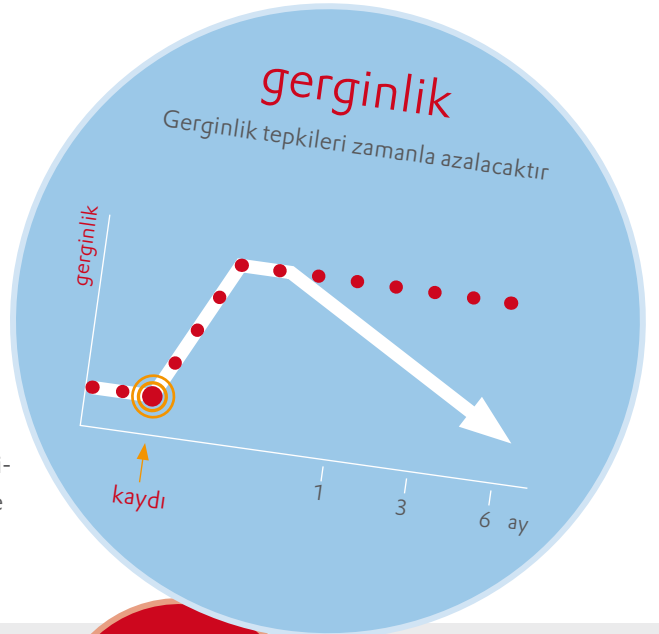 gerginlik
Gerginlik tepkileri zamanla azalacaktır
gerginlik
kaydı
1
3
6 ay